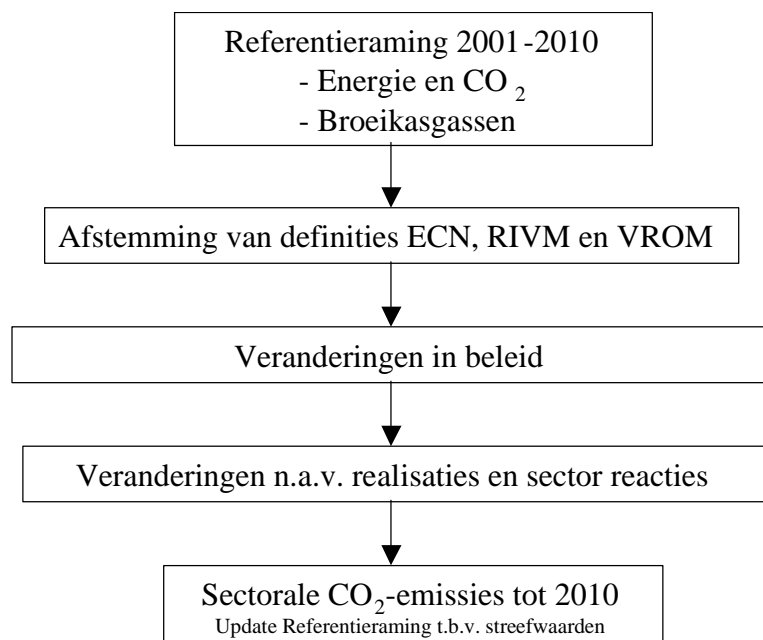 Referentieraming 2001-2010
- Energie en CO2
- Broeikasgassen
Afstemming van definities ECN, RIVM en VROM
Veranderingen in beleid
Veranderingen n.a.v. realisaties en sector reacties
Sectorale CO2-emissies tot 2010
Update Referentieraming t.b.v. streefwaarden